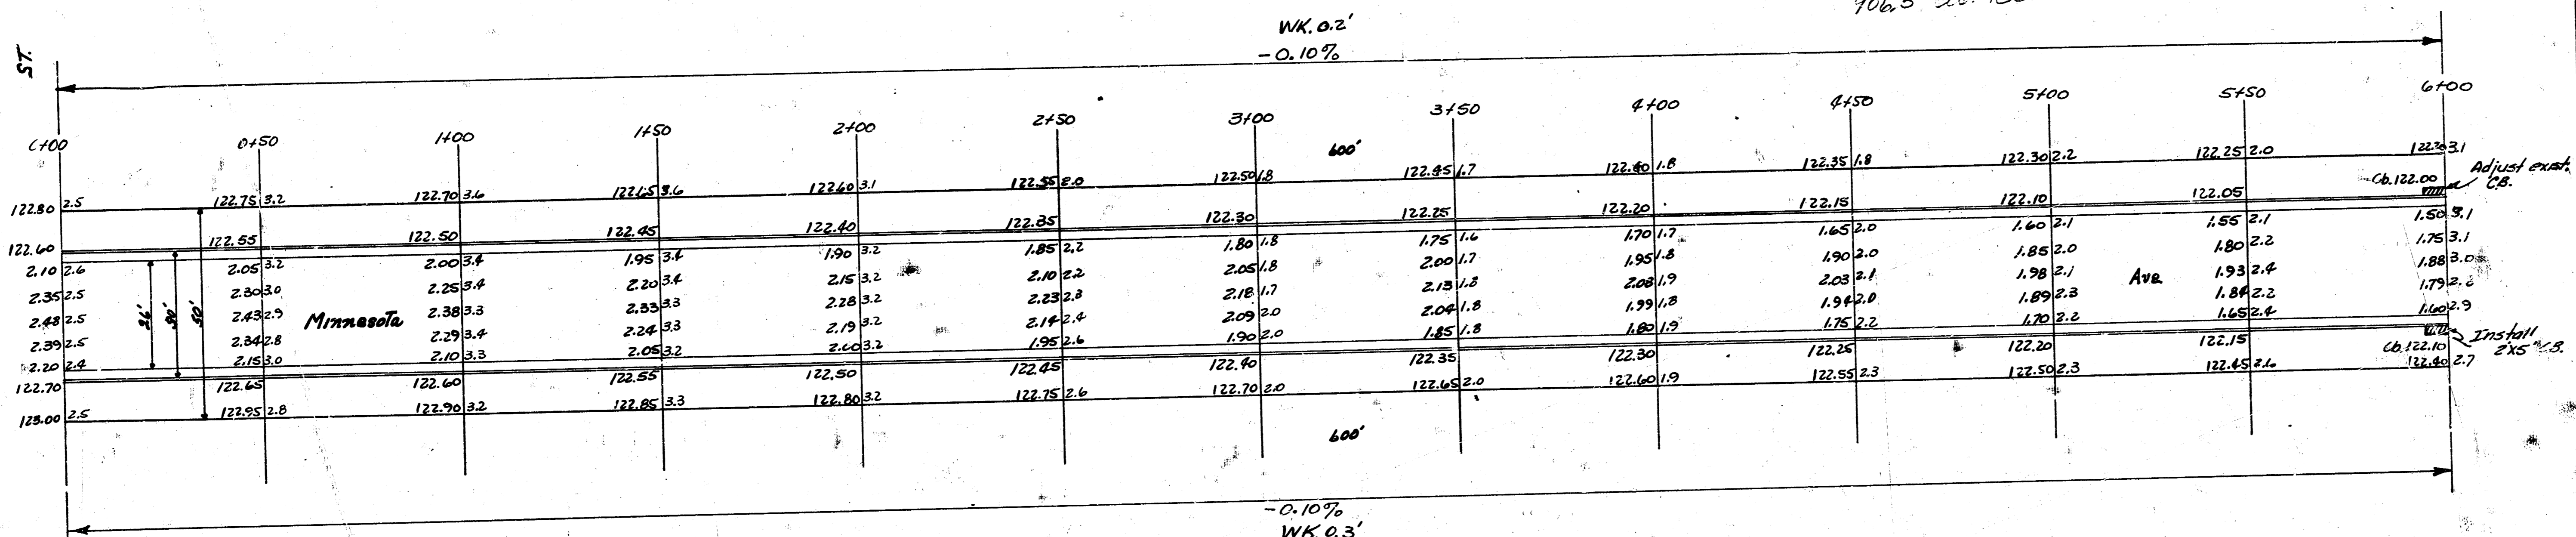 ST.
WK. 0.2'
-0.10%
0+50 1+00 1+50 2+00 2+50 3+00 3+50 4+00 4+50 5+00 5+50 6+00
600'
122.80 2.5 122.75 3.2 122.70 3.6 122.65 3.6 122.60 3.1 122.55 2.0 122.50 1.8 122.45 1.7 122.40 1.8 122.35 1.8 122.30 2.2 122.25 2.0 122.20 3.1
Adjust exist.
C.B.
122.60 122.55 122.50 122.45 122.40 122.35 122.30 122.25 122.20 122.15 122.10 122.05 Cb. 122.00
2.10 2.6 2.05 3.2 2.00 3.4 1.95 3.4 1.90 3.2 1.85 2.2 1.80 1.8 1.75 1.6 1.70 1.7 1.65 2.0 1.60 2.1 1.55 2.1 1.50 3.1
2.35 2.5 2.30 3.0 2.25 3.4 2.20 3.4 2.15 3.2 2.10 2.2 2.05 1.8 2.00 1.7 1.95 1.8 1.90 2.0 1.85 2.0 1.80 2.2 1.75 3.1
2.48 2.5 2.43 2.9 2.38 3.3 2.33 3.3 2.28 3.2 2.23 2.3 2.18 1.7 2.13 1.8 2.08 1.9 2.03 2.1 1.98 2.1 1.93 2.4 1.88 3.0
26' 30' 50' Minnesota Ave
2.39 2.5 2.34 2.8 2.29 3.4 2.24 3.3 2.19 3.2 2.14 2.4 2.09 2.0 2.04 1.8 1.99 1.8 1.94 2.0 1.89 2.3 1.84 2.2 1.79
2.20 2.4 2.15 3.0 2.10 3.3 2.05 3.2 2.00 3.2 1.95 2.6 1.90 2.0 1.85 1.8 1.80 1.9 1.75 2.2 1.70 2.2 1.65 2.4 1.60 2.9
Install
2x5' C.B.
122.70 122.65 122.60 122.55 122.50 122.45 122.40 122.35 122.30 122.25 122.20 122.15 Cb. 122.10
123.00 2.5 122.95 2.8 122.90 3.2 122.85 3.3 122.80 3.2 122.75 2.6 122.70 2.0 122.65 2.0 122.60 1.9 122.55 2.3 122.50 2.3 122.45 2.6 122.40 2.7
600'
-0.10%
WK. 0.3'